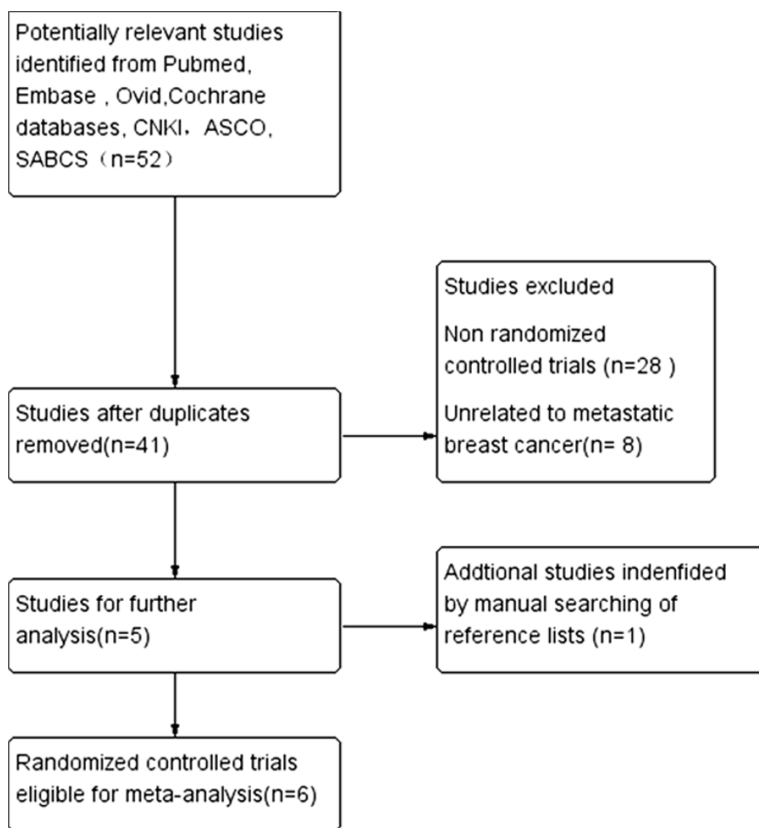 Potentially relevant studies
identified from Pubmed,
Embase , Ovid,Cochrane
databases, CNKI，ASCO,
SABCS（n=52）
Studies excluded
Non randomized
controlled trials (n=28 )
Unrelated to metastatic
breast cancer(n= 8)
Studies after duplicates
removed(n=41)
Studies for further
analysis(n=5)
Addtional studies indenfided
by manual searching of
reference lists (n=1)
Randomized controlled trials
eligible for meta-analysis(n=6)